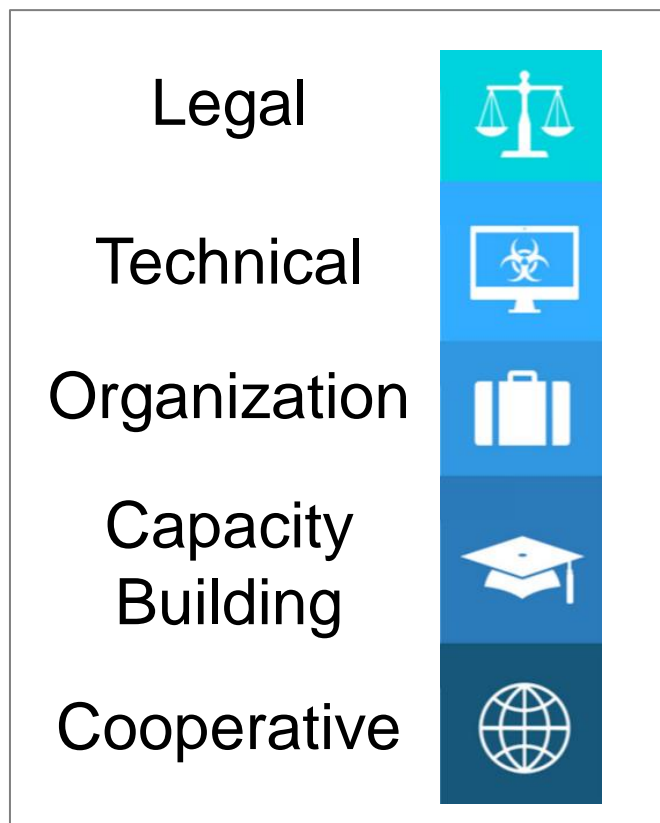 Legal
Technical
Organization
Capacity
Building
Cooperative